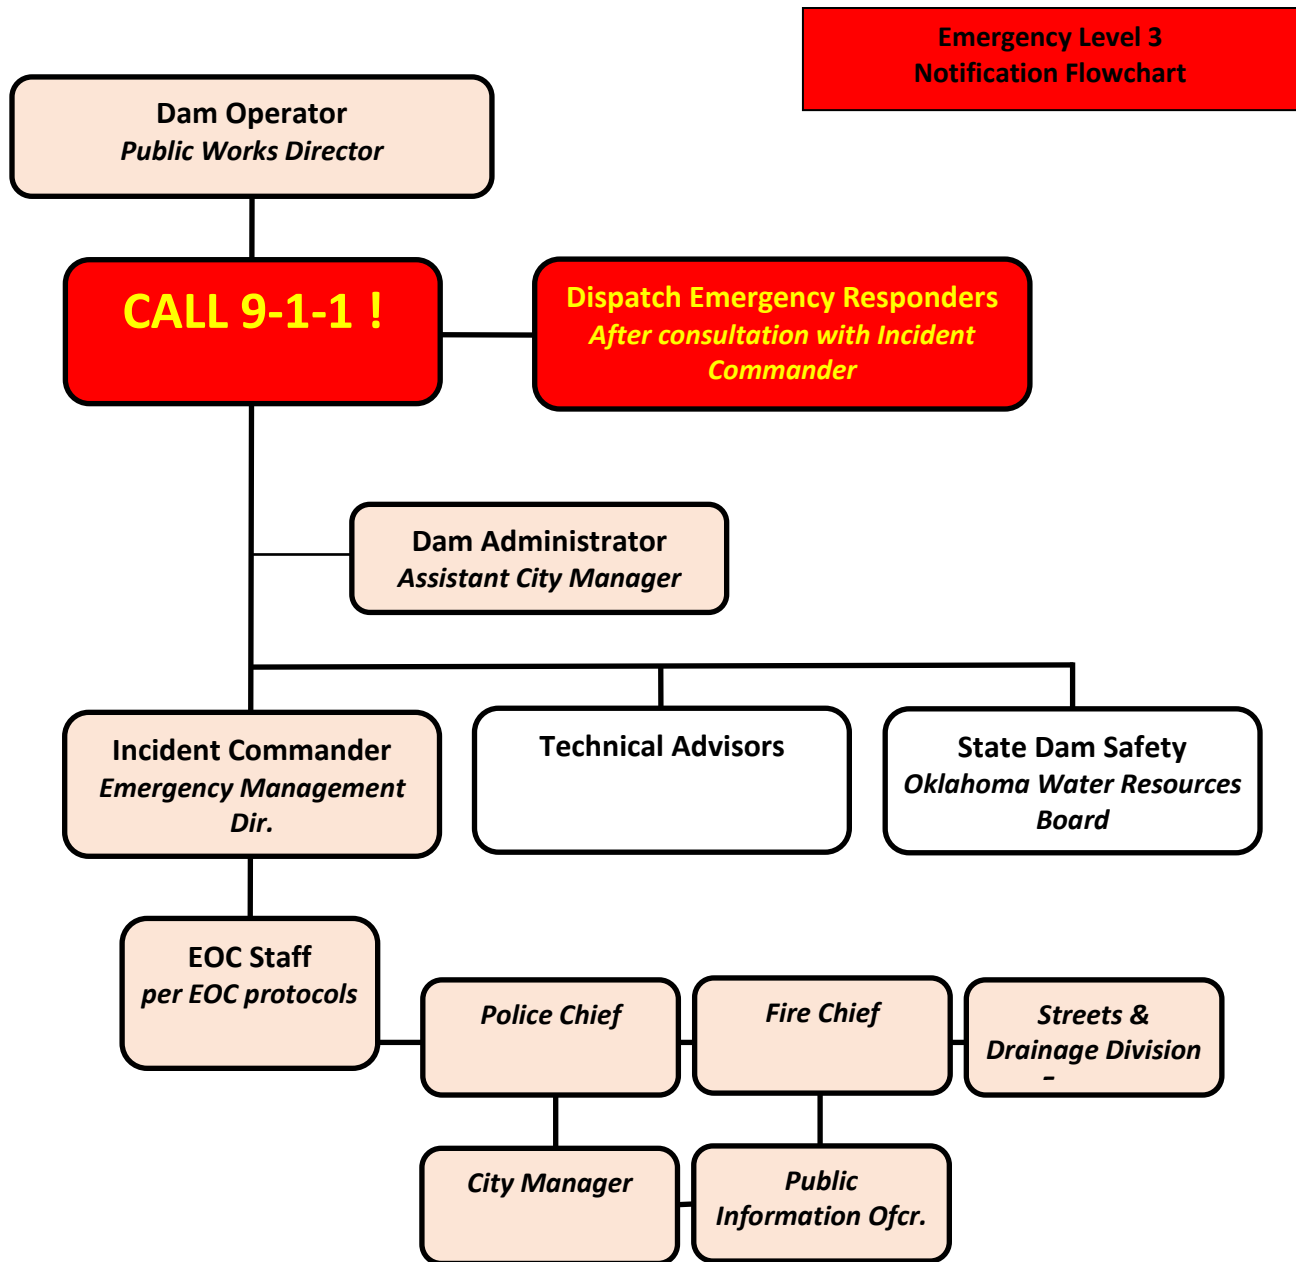 Emergency Level 3
Notification Flowchart
Dam Operator
Public Works Director
CALL 9-1-1 !
Dispatch Emergency Responders
After consultation with Incident
Commander
Dam Administrator
Assistant City Manager
Incident Commander
Emergency Management
Dir.
Technical Advisors
State Dam Safety
Oklahoma Water Resources
Board
EOC Staff
per EOC protocols
Police Chief
Fire Chief
Streets &
Drainage Division
–
City Manager
Public
Information Ofcr.